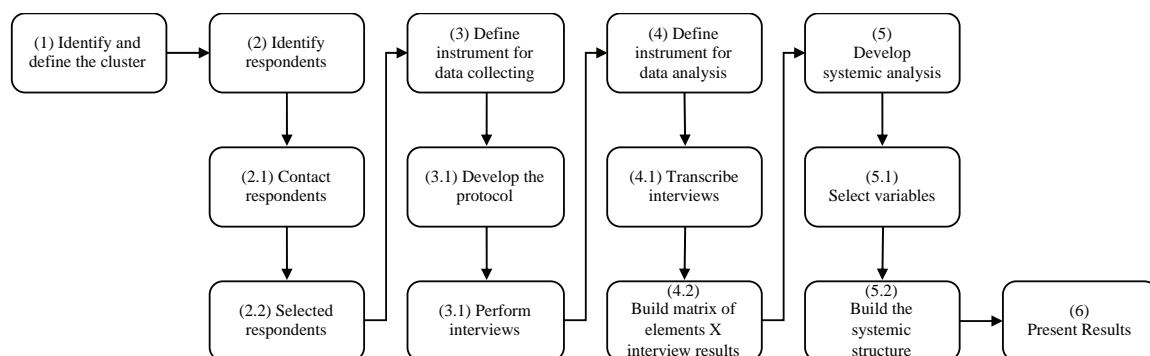 (1) Identify and
define the cluster
(2) Identify
respondents
(2.1) Contact
respondents
(2.2) Selected
respondents
(3) Define
instrument for
data collecting
(3.1) Develop the
protocol
(3.1) Perform
interviews
(4) Define
instrument for
data analysis
(4.1) Transcribe
interviews
(4.2)
Build matrix of
elements X
interview results
(5)
Develop
systemic analysis
(5.1)
Select variables
(5.2)
Build the
systemic
structure
(6)
Present Results